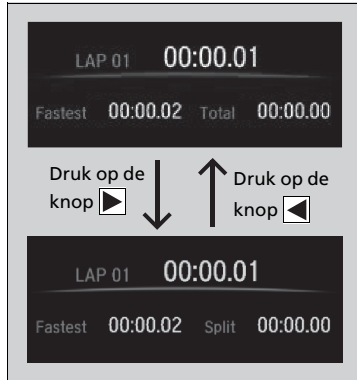 LAP 01 00:00.01
Fastest 00:00.02 Total 00:00.00
Druk op de
knop
Druk op de
knop
LAP 01 00:00.01
Fastest 00:00.02 Split 00:00.00